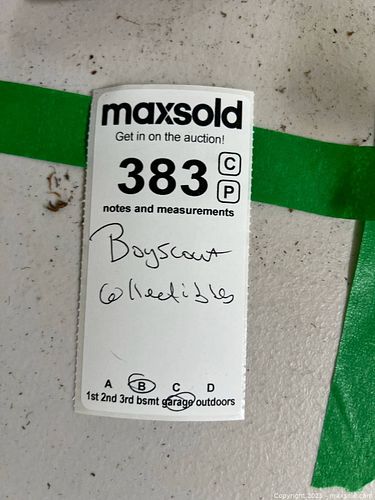 maxsold
Get in on the auction!
383 C
P
notes and measurements
Boyscout
Collectibles
A B C D
1st 2nd 3rd bsmt garage outdoors
Copyright 2023 - maxsold.com